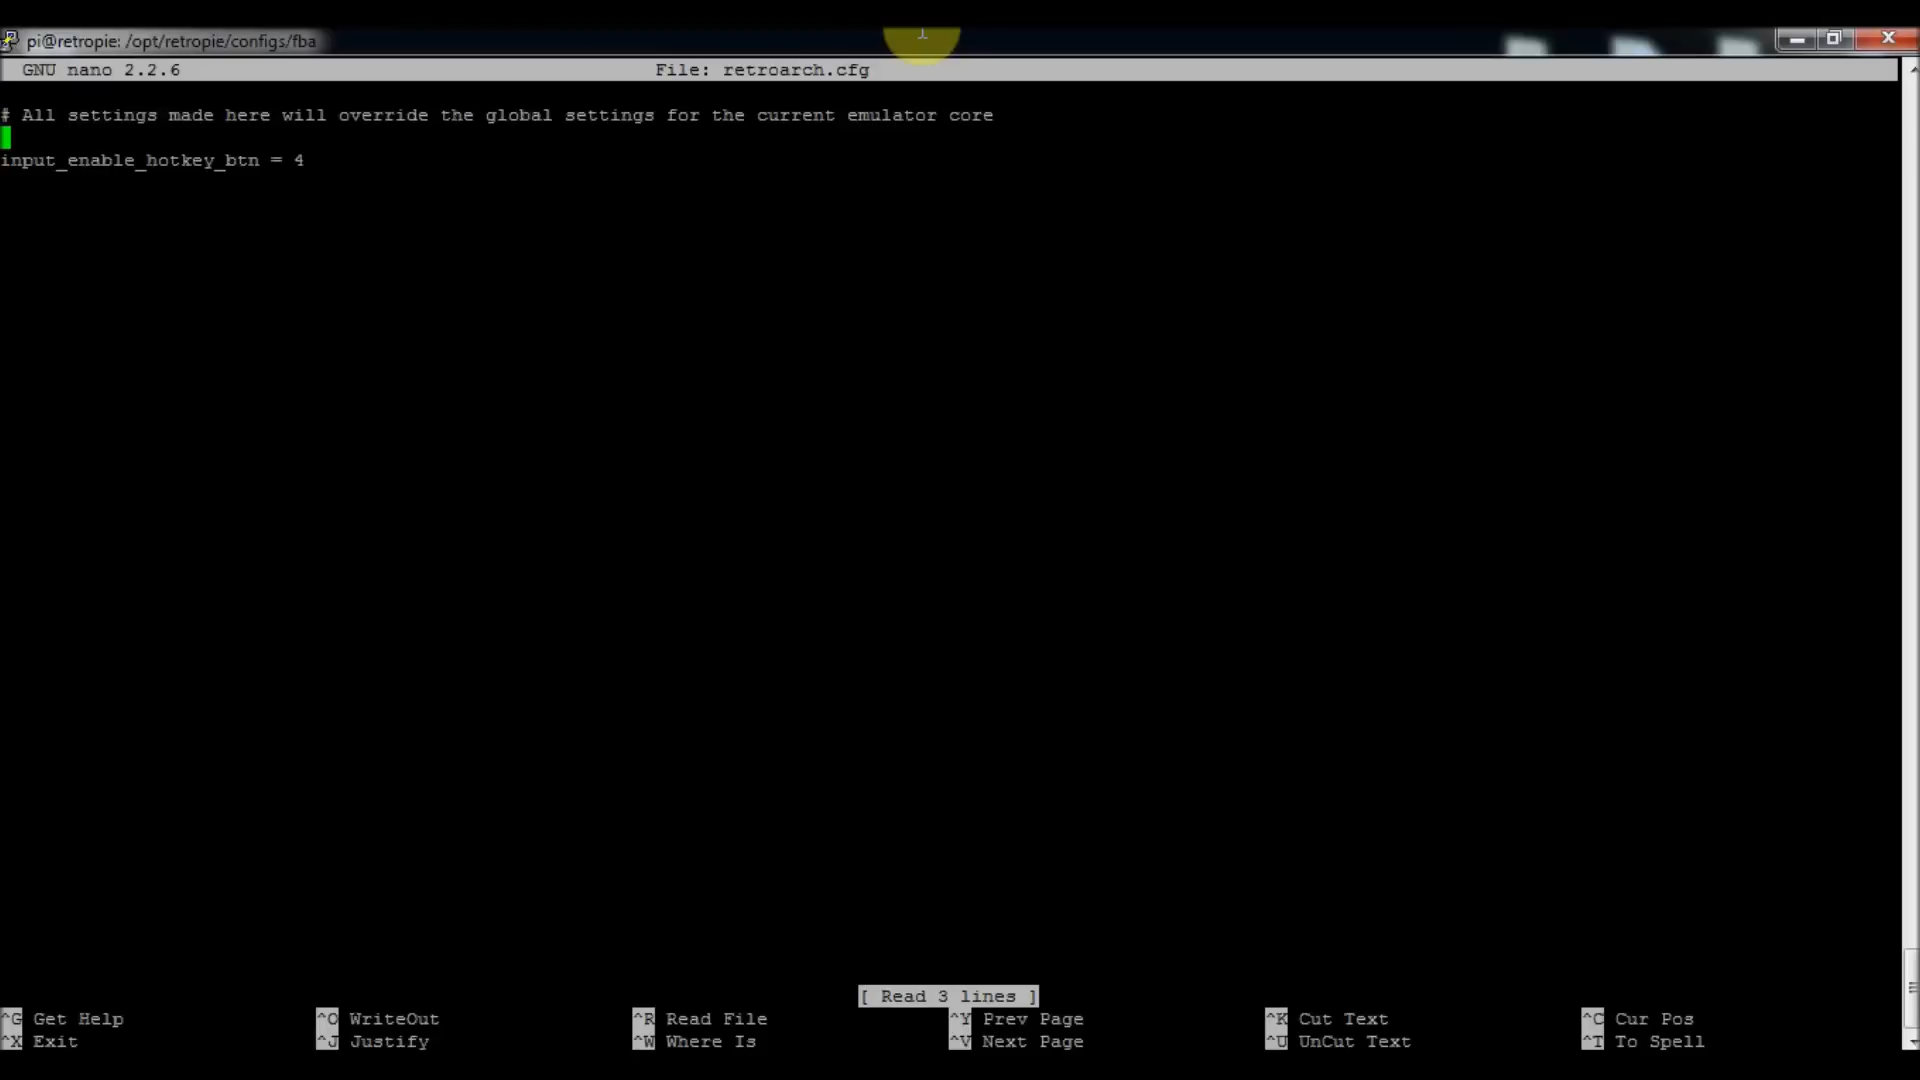 pi@retropie: /opt/retropie/configs/fba
GNU nano 2.2.6 File: retroarch.cfg
# All settings made here will override the global settings for the current emulator core
input_enable_hotkey_btn = 4
[ Read 3 lines ]
^G Get Help ^O WriteOut ^R Read File ^Y Prev Page ^K Cut Text ^C Cur Pos
^X Exit ^J Justify ^W Where Is ^V Next Page ^U UnCut Text ^T To Spell